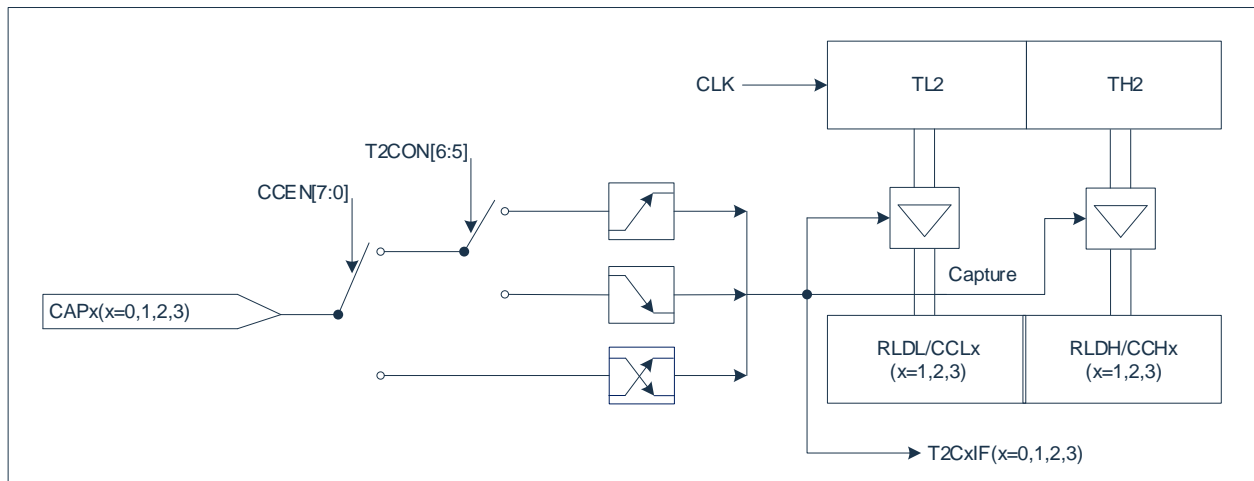 CLK
TL2
TH2
T2CON[6:5]
CCEN[7:0]
Capture
CAPx(x=0,1,2,3)
RLDL/CCLx
(x=1,2,3)
RLDH/CCHx
(x=1,2,3)
T2CxIF(x=0,1,2,3)